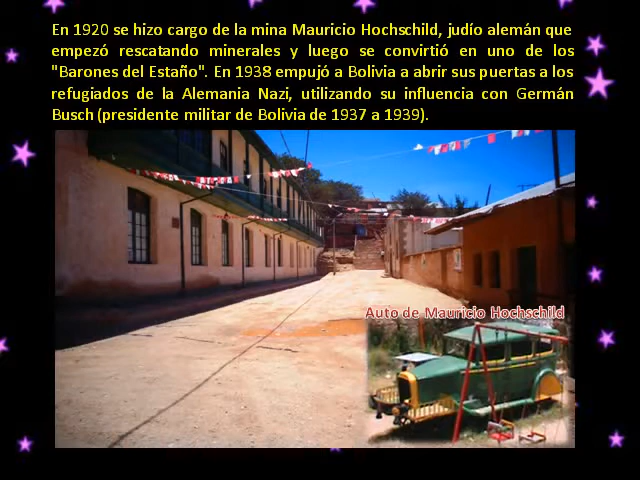 En 1920 se hizo cargo de la mina Mauricio Hochschild, judío alemán que
empezó rescatando minerales y luego se convirtió en uno de los
"Barones del Estaño". En 1938 empujó a Bolivia a abrir sus puertas a los
refugiados de la Alemania Nazi, utilizando su influencia con Germán
Busch (presidente militar de Bolivia de 1937 a 1939).
Auto de Mauricio Hochschild